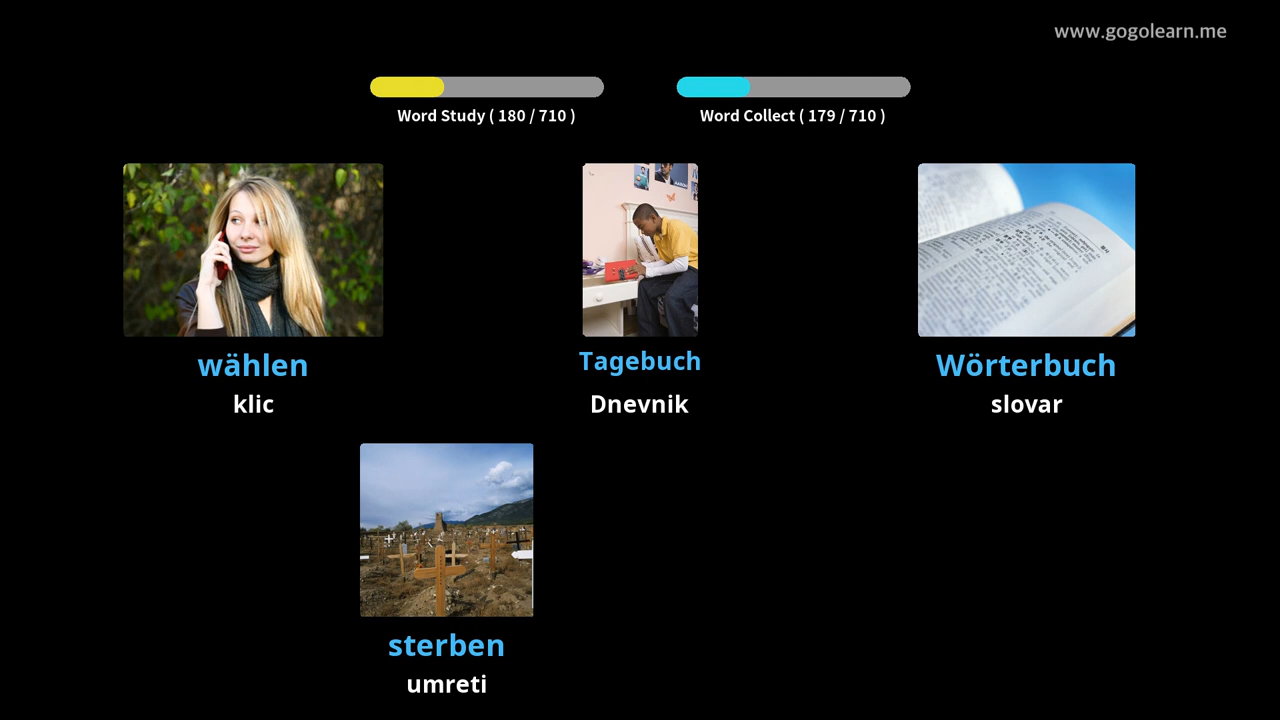 www.gogolearn.me
Word Study ( 180 / 710 )
Word Collect ( 179 / 710 )
wählen
klic
Tagebuch
Dnevnik
Wörterbuch
slovar
sterben
umreti